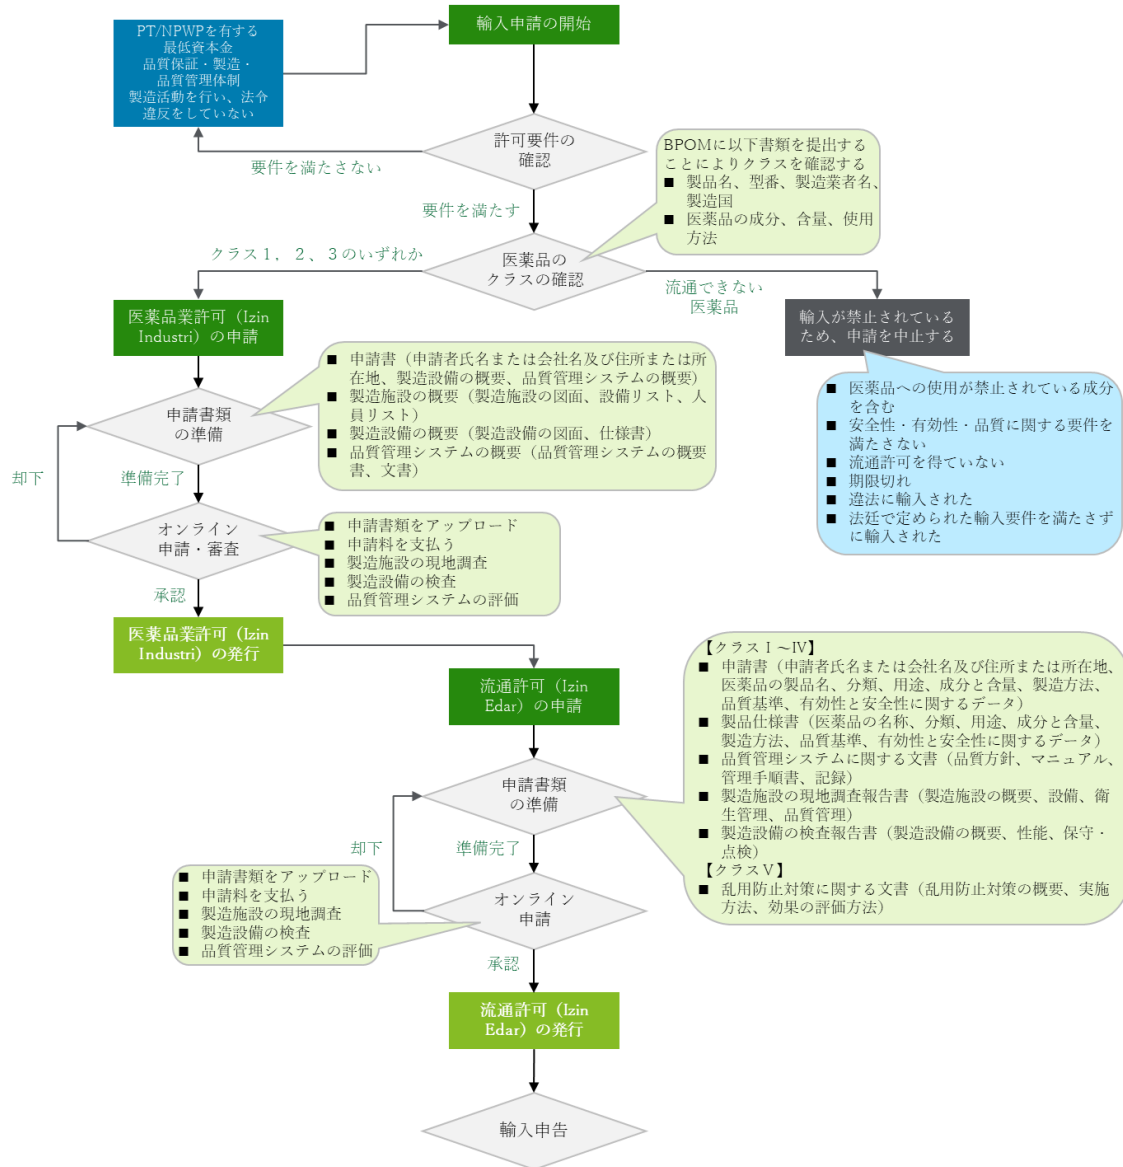 輸入申請の開始
PT/NPWPを有する
最低資本金
品質保証・製造・
品質管理体制
製造活動を行い、法令
違反をしていない
許可要件の
確認
要件を満たさない
要件を満たす
BPOMに以下書類を提出する
ことによりクラスを確認する
■ 製品名、型番、製造業者名、
製造国
■ 医薬品の成分、含量、使用
方法
医薬品の
クラスの確認
クラス１．２、３のいずれか
流通できない
医薬品
医薬品業許可（Izin
Industri）の申請
輸入が禁止されている
ため、申請を中止する
■ 申請書（申請者氏名または会社名及び住所または所
在地、製造設備の概要、品質管理システムの概要）
■ 製造施設の概要（製造施設の図面、設備リスト、人
員リスト）
■ 製造設備の概要（製造設備の図面、仕様書）
■ 品質管理システムの概要（品質管理システムの概要
書、文書）
■ 医薬品への使用が禁止されている成分
を含む
■ 安全性・有効性・品質に関する要件を
満たさない
■ 流通許可を得ていない
■ 期限切れ
■ 違法に輸入された
■ 法廷で定められた輸入要件を満たさず
に輸入された
申請書類
の準備
却下
準備完了
オンライン
申請・審査
■ 申請書類をアップロード
■ 申請料を支払う
■ 製造施設の現地調査
■ 製造設備の検査
■ 品質管理システムの評価
承認
医薬品業許可（Izin
Industri）の発行
流通許可（Izin
Edar）の申請
【クラスⅠ～Ⅳ】
■ 申請書（申請者氏名または会社名及び住所または所在地、
医薬品の製品名、分類、用途、成分と含量、製造方法、
品質基準、有効性と安全性に関するデータ）
■ 製品仕様書（医薬品の名称、分類、用途、成分と含量、
製造方法、品質基準、有効性と安全性に関するデータ）
■ 品質管理システムに関する文書（品質方針、マニュアル、
管理手順書、記録）
■ 製造施設の現地調査報告書（製造施設の概要、設備、衛
生管理、品質管理）
■ 製造設備の検査報告書（製造設備の概要、性能、保守・
点検）
【クラスⅤ】
■ 乱用防止対策に関する文書（乱用防止対策の概要、実施
方法、効果の評価方法）
申請書類
の準備
却下
準備完了
■ 申請書類をアップロード
■ 申請料を支払う
■ 製造施設の現地調査
■ 製造設備の検査
■ 品質管理システムの評価
オンライン
申請
承認
流通許可（Izin
Edar）の発行
輸入申告